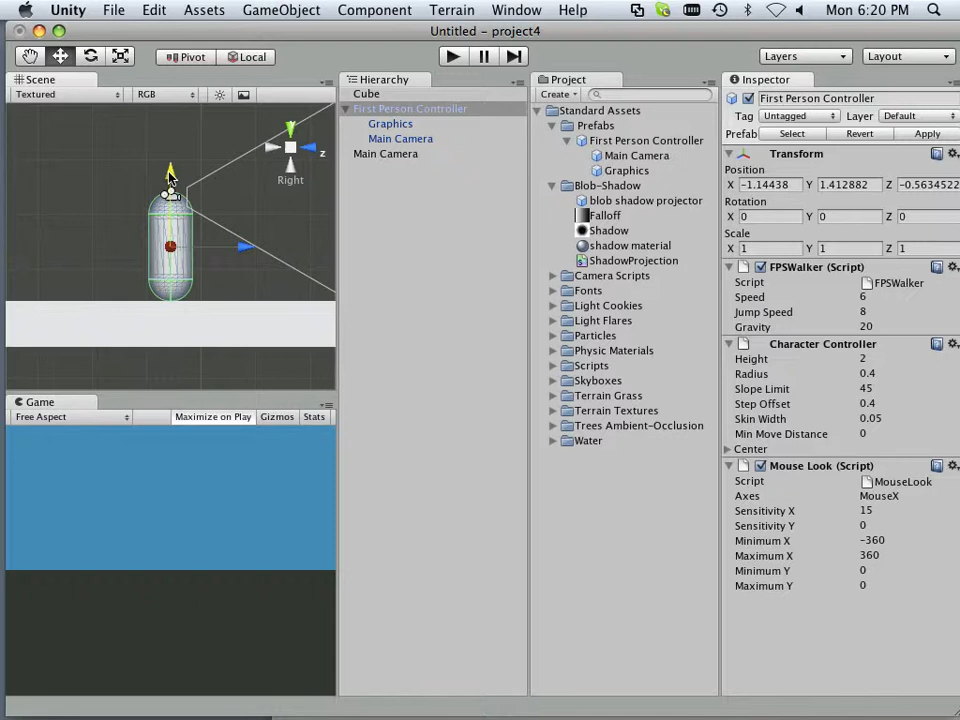 Unity File Edit Assets GameObject Component Terrain Window Help Mon 6:20 PM
Untitled - project4
Pivot Local Layers Layout
Scene
Textured RGB
y
z
Right
Game
Free Aspect Maximize on Play Gizmos Stats
Hierarchy
Cube
First Person Controller
Graphics
Main Camera
Main Camera
Project
Create
Standard Assets
Prefabs
First Person Controller
Main Camera
Graphics
Blob-Shadow
blob shadow projector
Falloff
Shadow
shadow material
ShadowProjection
Camera Scripts
Fonts
Light Cookies
Light Flares
Particles
Physic Materials
Scripts
Skyboxes
Terrain Grass
Terrain Textures
Trees Ambient-Occlusion
Water
Inspector
First Person Controller
Tag Untagged Layer Default
Prefab Select Revert Apply
Transform
Position
X -1.14438 Y 1.412882 Z -0.5634522
Rotation
X 0 Y 0 Z 0
Scale
X 1 Y 1 Z 1
FPSWalker (Script)
Script FPSWalker
Speed 6
Jump Speed 8
Gravity 20
Character Controller
Height 2
Radius 0.4
Slope Limit 45
Step Offset 0.4
Skin Width 0.05
Min Move Distance 0
Center
Mouse Look (Script)
Script MouseLook
Axes MouseX
Sensitivity X 15
Sensitivity Y 0
Minimum X -360
Maximum X 360
Minimum Y 0
Maximum Y 0